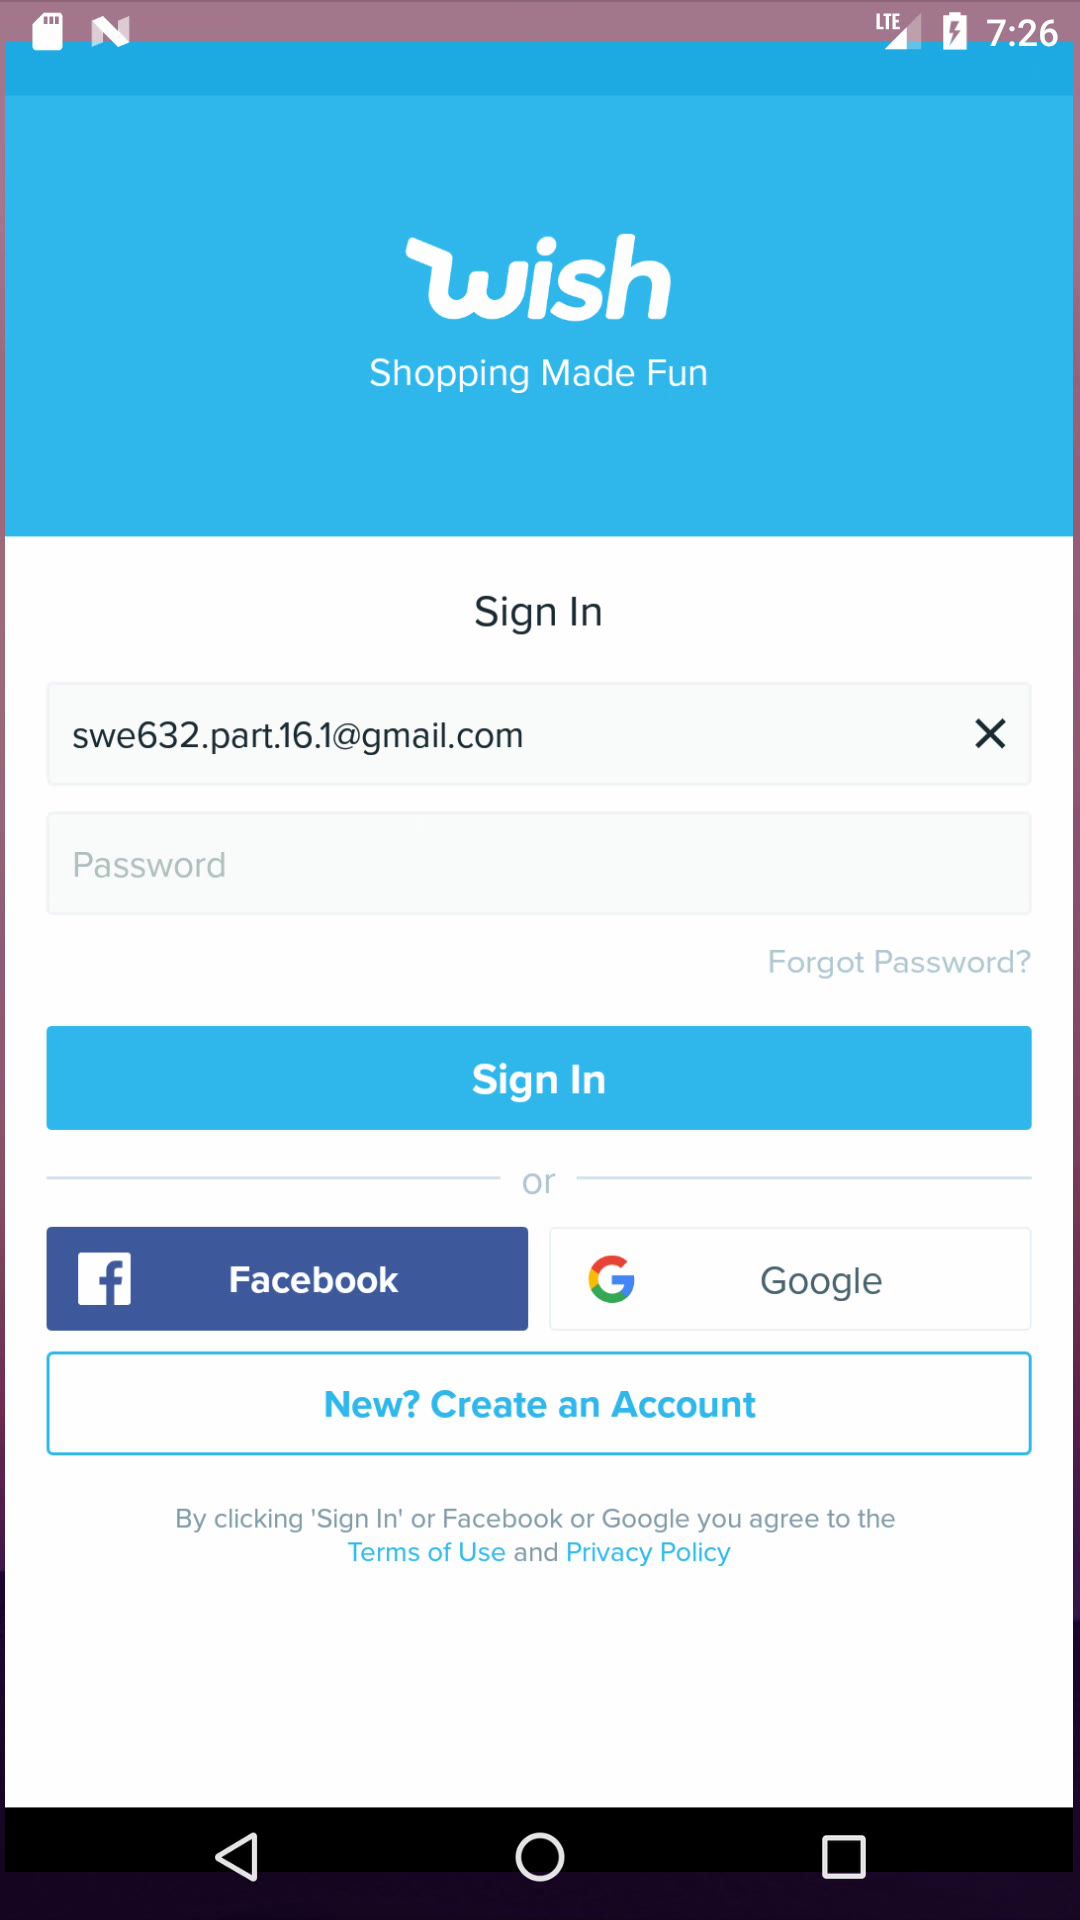 LTE 7:26
wish
Shopping Made Fun
Sign In
swe632.part.16.1@gmail.com
Password
Forgot Password?
Sign In
or
Facebook
Google
New? Create an Account
By clicking 'Sign In' or Facebook or Google you agree to the
Terms of Use and Privacy Policy